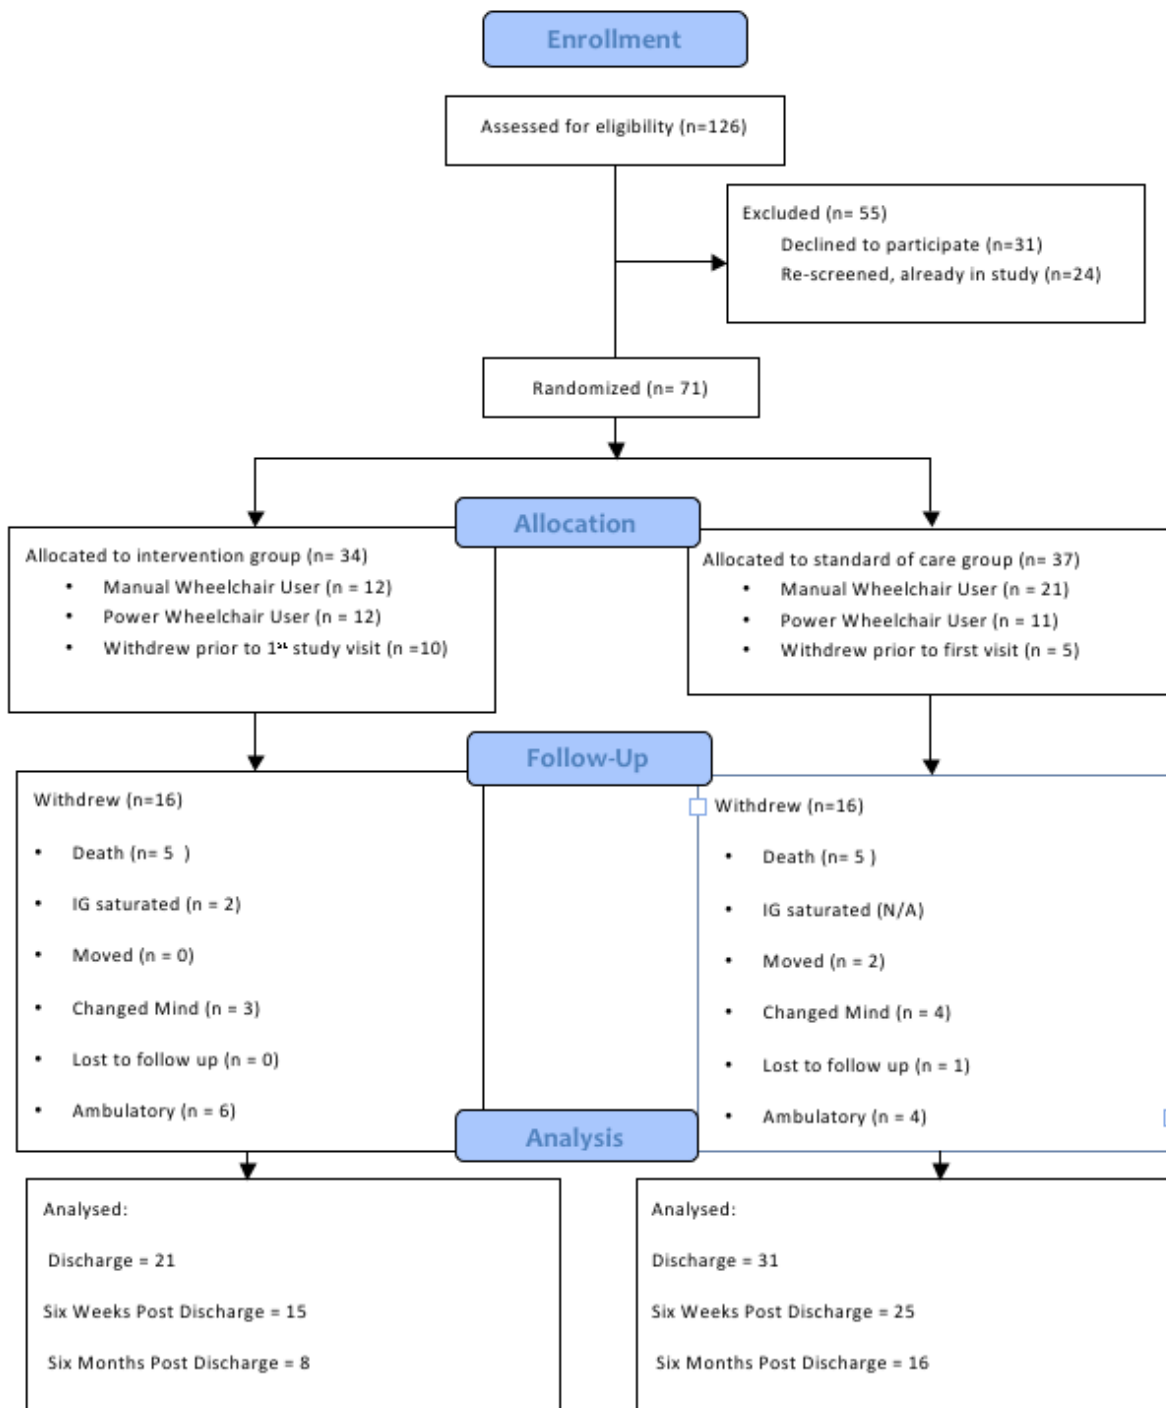 Enrollment
Assessed for eligibility (n=126)
Excluded (n= 55)
Declined to participate (n=31)
Re-screened, already in study (n=24)
Randomized (n= 71)
Allocation
Allocated to intervention group (n= 34)
• Manual Wheelchair User (n = 12)
• Power Wheelchair User (n = 12)
• Withdrew prior to 1st study visit (n =10)
Allocated to standard of care group (n= 37)
• Manual Wheelchair User (n = 21)
• Power Wheelchair User (n = 11)
• Withdrew prior to first visit (n = 5)
Follow-Up
Withdrew (n=16)
• Death (n= 5 )
• IG saturated (n = 2)
• Moved (n = 0)
• Changed Mind (n = 3)
• Lost to follow up (n = 0)
• Ambulatory (n = 6)
Withdrew (n=16)
• Death (n= 5 )
• IG saturated (N/A)
• Moved (n = 2)
• Changed Mind (n = 4)
• Lost to follow up (n = 1)
• Ambulatory (n = 4)
Analysis
Analysed:
Discharge = 21
Six Weeks Post Discharge = 15
Six Months Post Discharge = 8
Analysed:
Discharge = 31
Six Weeks Post Discharge = 25
Six Months Post Discharge = 16